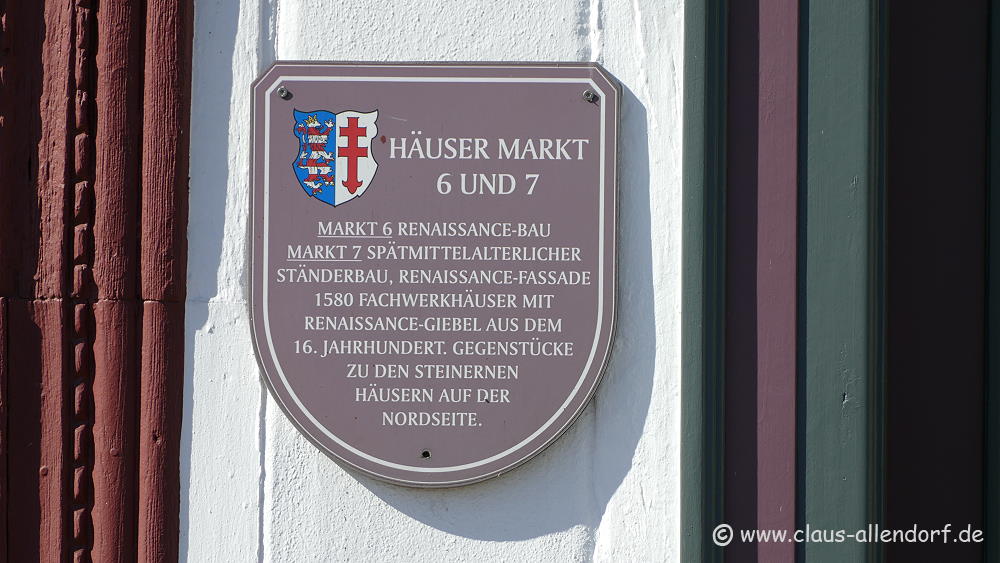 HÄUSER MARKT
6 UND 7
MARKT 6 RENAISSANCE-BAU
MARKT 7 SPÄTMITTELALTERLICHER
STÄNDERBAU, RENAISSANCE-FASSADE
1580 FACHWERKHÄUSER MIT
RENAISSANCE-GIEBEL AUS DEM
16. JAHRHUNDERT. GEGENSTÜCKE
ZU DEN STEINERNEN
HÄUSERN AUF DER
NORDSEITE.
© www.claus-allendorf.de